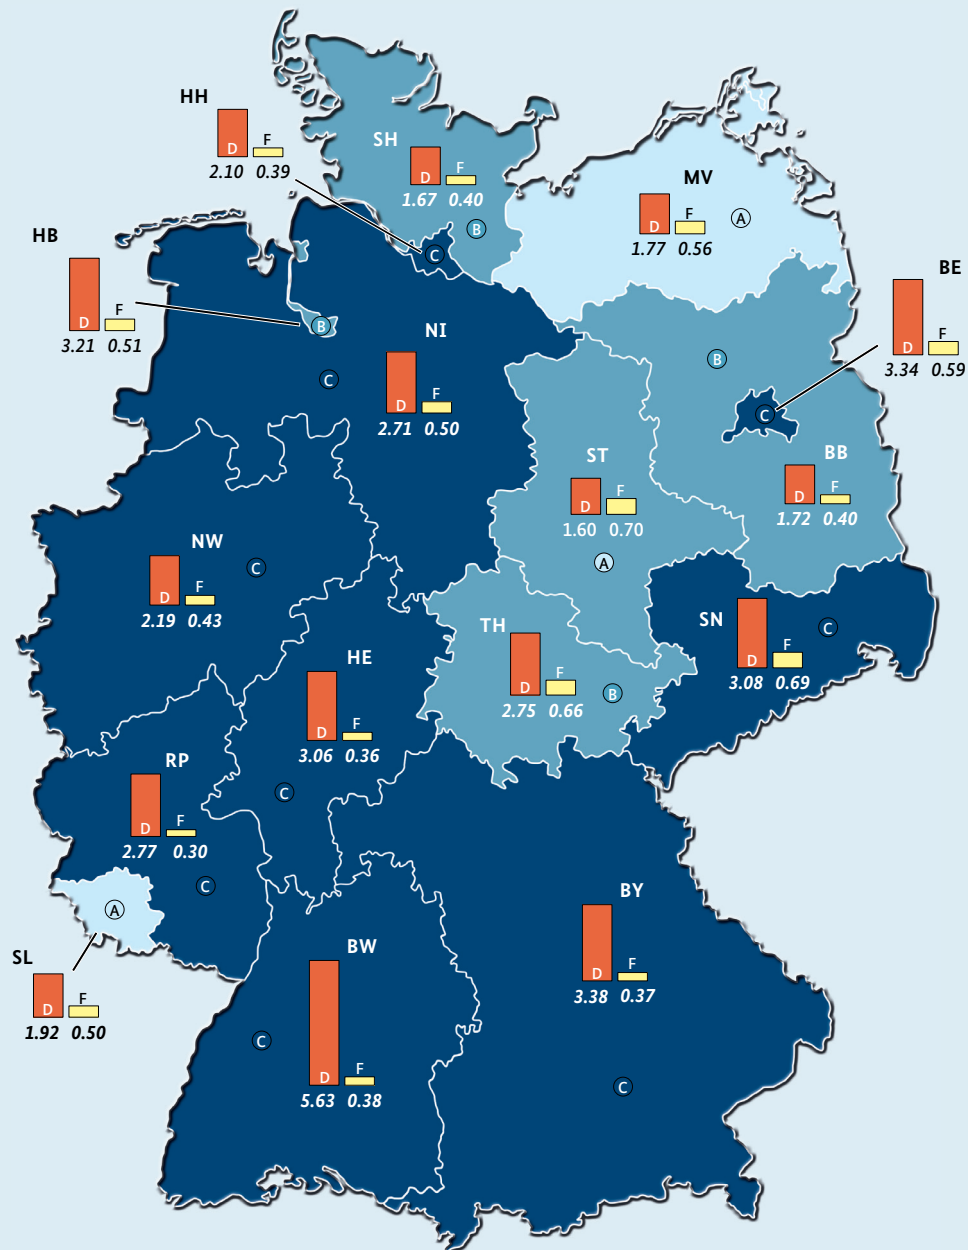 HH
D F
2.10 0.39
SH
D F
1.67 0.40
B
C
MV
D F
1.77 0.56
A
HB
D F
3.21 0.51
B
BE
D F
3.34 0.59
C
NI
C
D F
2.71 0.50
B
BB
D F
1.72 0.40
ST
D F
1.60 0.70
A
NW
D F
2.19 0.43
C
SN
D F
3.08 0.69
C
TH
D F
2.75 0.66
B
HE
D F
3.06 0.36
C
RP
D F
2.77 0.30
C
A
SL
D F
1.92 0.50
BW
D F
5.63 0.38
C
BY
D F
3.38 0.37
C